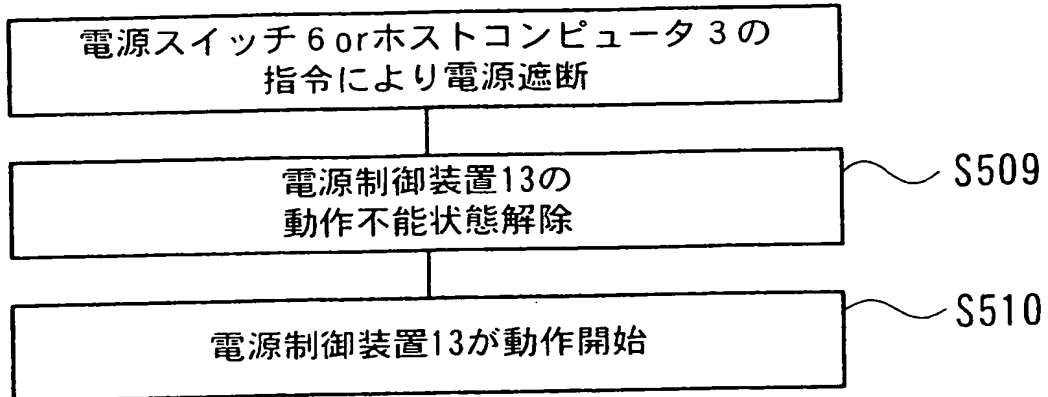 電源スイッチ6orホストコンピュータ3の
指令により電源遮断
電源制御装置13の
動作不能状態解除
S509
電源制御装置13が動作開始
S510